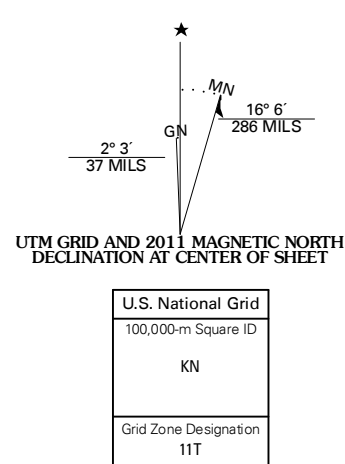 MN
16° 6´
286 MILS
GN
2° 3´
37 MILS
UTM GRID AND 2011 MAGNETIC NORTH
DECLINATION AT CENTER OF SHEET
U.S. National Grid
100,000-m Square ID
KN
Grid Zone Designation
11T